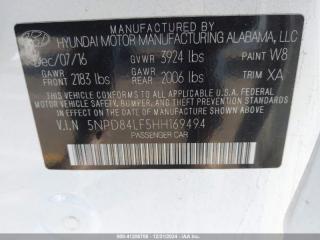 MANUFACTURED BY
HYUNDAI MOTOR MANUFACTURING ALABAMA, LLC
Dec/07/16 GVWR 3924 lbs PAINT W8
GAWR FRONT 2183 lbs GAWR REAR 2006 lbs TRIM XA
THIS VEHICLE CONFORMS TO ALL APPLICABLE FEDERAL
MOTOR VEHICLE SAFETY, BUMPER, AND THEFT PREVENTION STANDARDS
IN EFFECT ON THE DATE OF MANUFACTURE SHOWN ABOVE.
V.I.N 5NPD84LF5HH169494
PASSENGER CAR